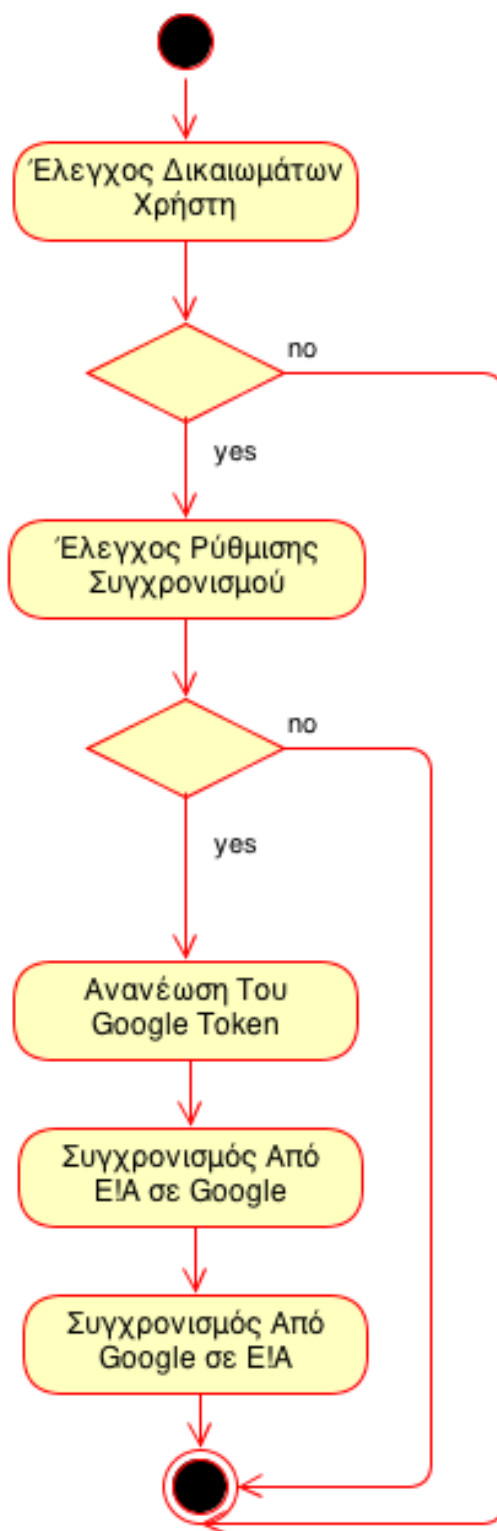 Έλεγχος Δικαιωμάτων
Χρήστη
no
yes
Έλεγχος Ρύθμισης
Συγχρονισμού
no
yes
Ανανέωση Του
Google Token
Συγχρονισμός Από
Ε!Α σε Google
Συγχρονισμός Από
Google σε Ε!Α